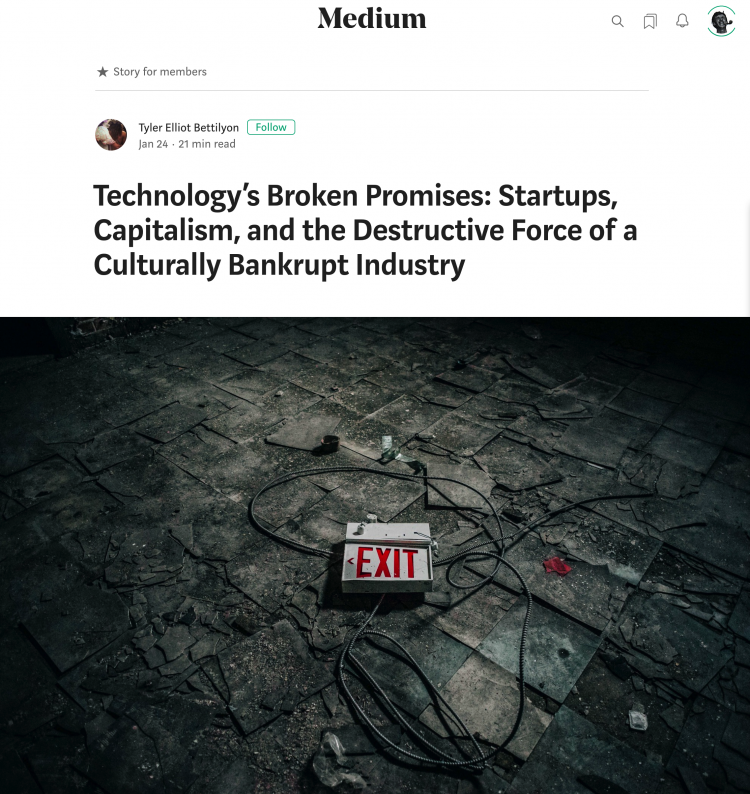 Medium
Story for members
Tyler Elliot Bettilyon Follow
Jan 24 · 21 min read
Technology’s Broken Promises: Startups,
Capitalism, and the Destructive Force of a
Culturally Bankrupt Industry
<EXIT